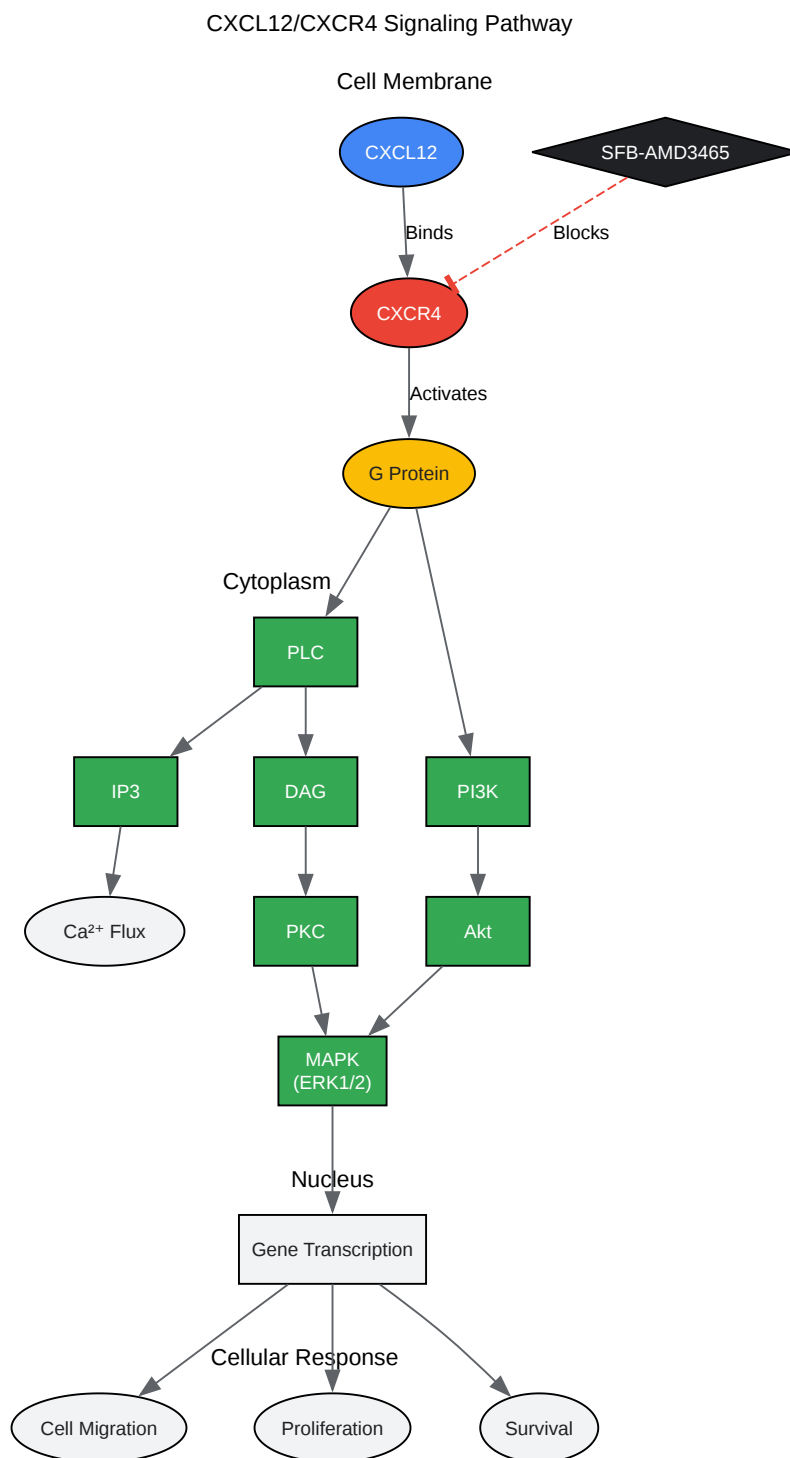 CXCL12/CXCR4 Signaling Pathway
Cell Membrane
CXCL12
SFB-AMD3465
Binds
Blocks
CXCR4
Activates
G Protein
Cytoplasm
PLC
IP3
DAG
PI3K
Ca²⁺ Flux
PKC
Akt
MAPK
(ERK1/2)
Nucleus
Gene Transcription
Cellular Response
Cell Migration
Proliferation
Survival